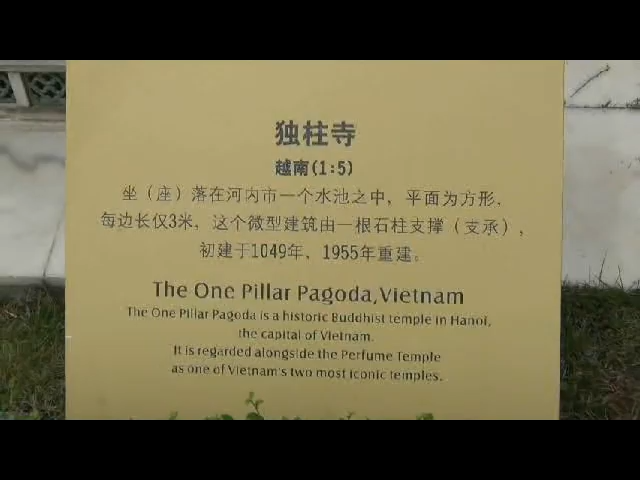 独柱寺
越南(1:5)
坐（座）落在河内市一个水池之中，平面为方形，
每边长仅3米，这个微型建筑由一根石柱支撑（支承），
初建于1049年，1955年重建。
The One Pillar Pagoda,Vietnam
The One Pillar Pagoda is a historic Buddhist temple in Hanoi,
the capital of Vietnam.
It is regarded alongside the Perfume Temple
as one of Vietnam's two most iconic temples.